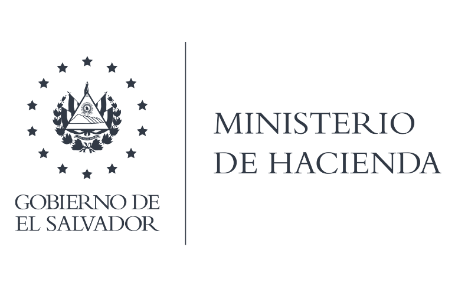 GOBIERNO DE
EL SALVADOR
MINISTERIO
DE HACIENDA